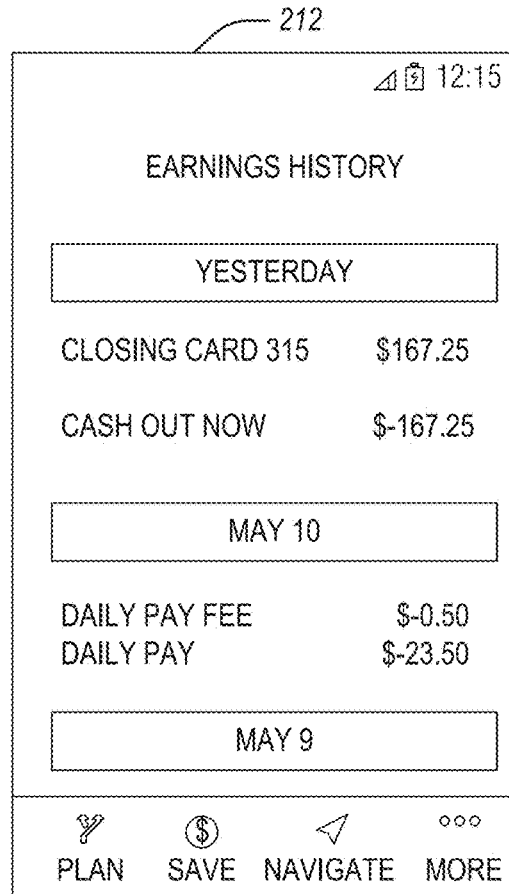 212
12:15
EARNINGS HISTORY
YESTERDAY
CLOSING CARD 315 $167.25
CASH OUT NOW $-167.25
MAY 10
DAILY PAY FEE $-0.50
DAILY PAY $-23.50
MAY 9
PLAN SAVE NAVIGATE MORE